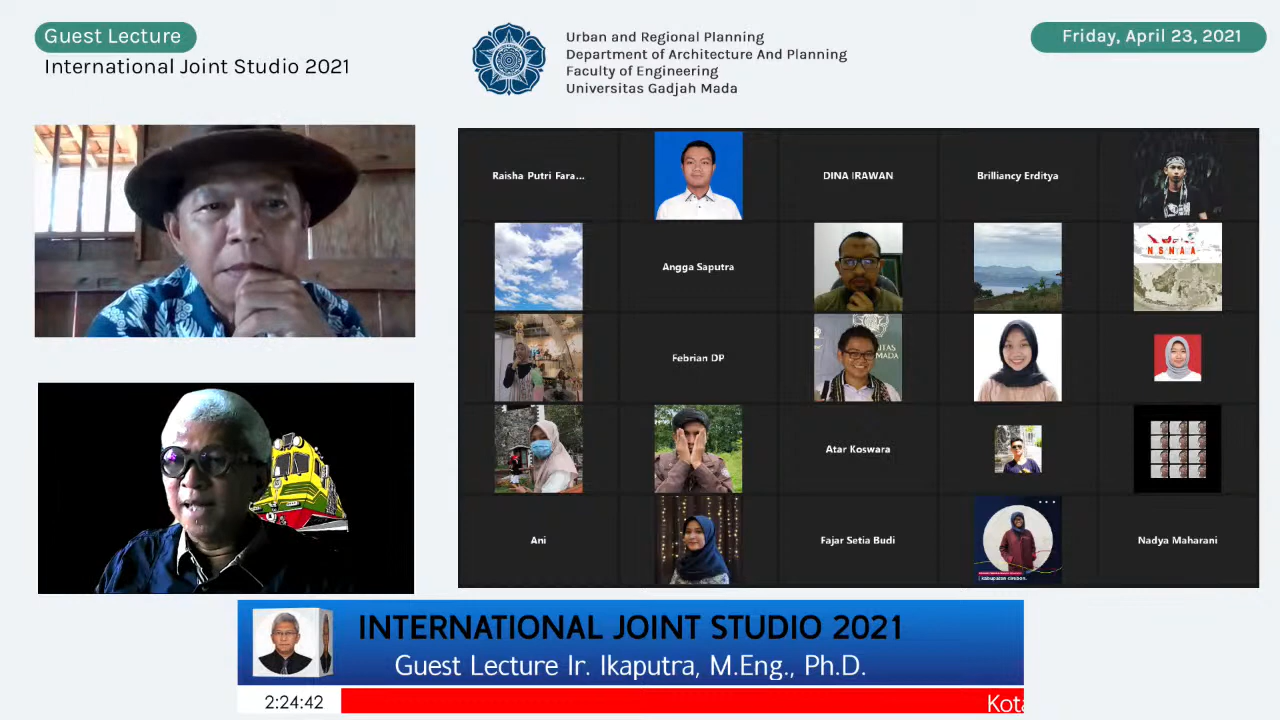 Guest Lecture
International Joint Studio 2021
Urban and Regional Planning
Department of Architecture And Planning
Faculty of Engineering
Universitas Gadjah Mada
Friday, April 23, 2021
Raisha Putri Fara...
DINA IRAWAN
Brilliancy Erditya
Angga Saputra
Febrian DP
ITAS
MADA
Atar Koswara
Ani
Fajar Setia Budi
Nadya Maharani
INTERNATIONAL JOINT STUDIO 2021
Guest Lecture Ir. Ikaputra, M.Eng., Ph.D.
2:24:42
Kota